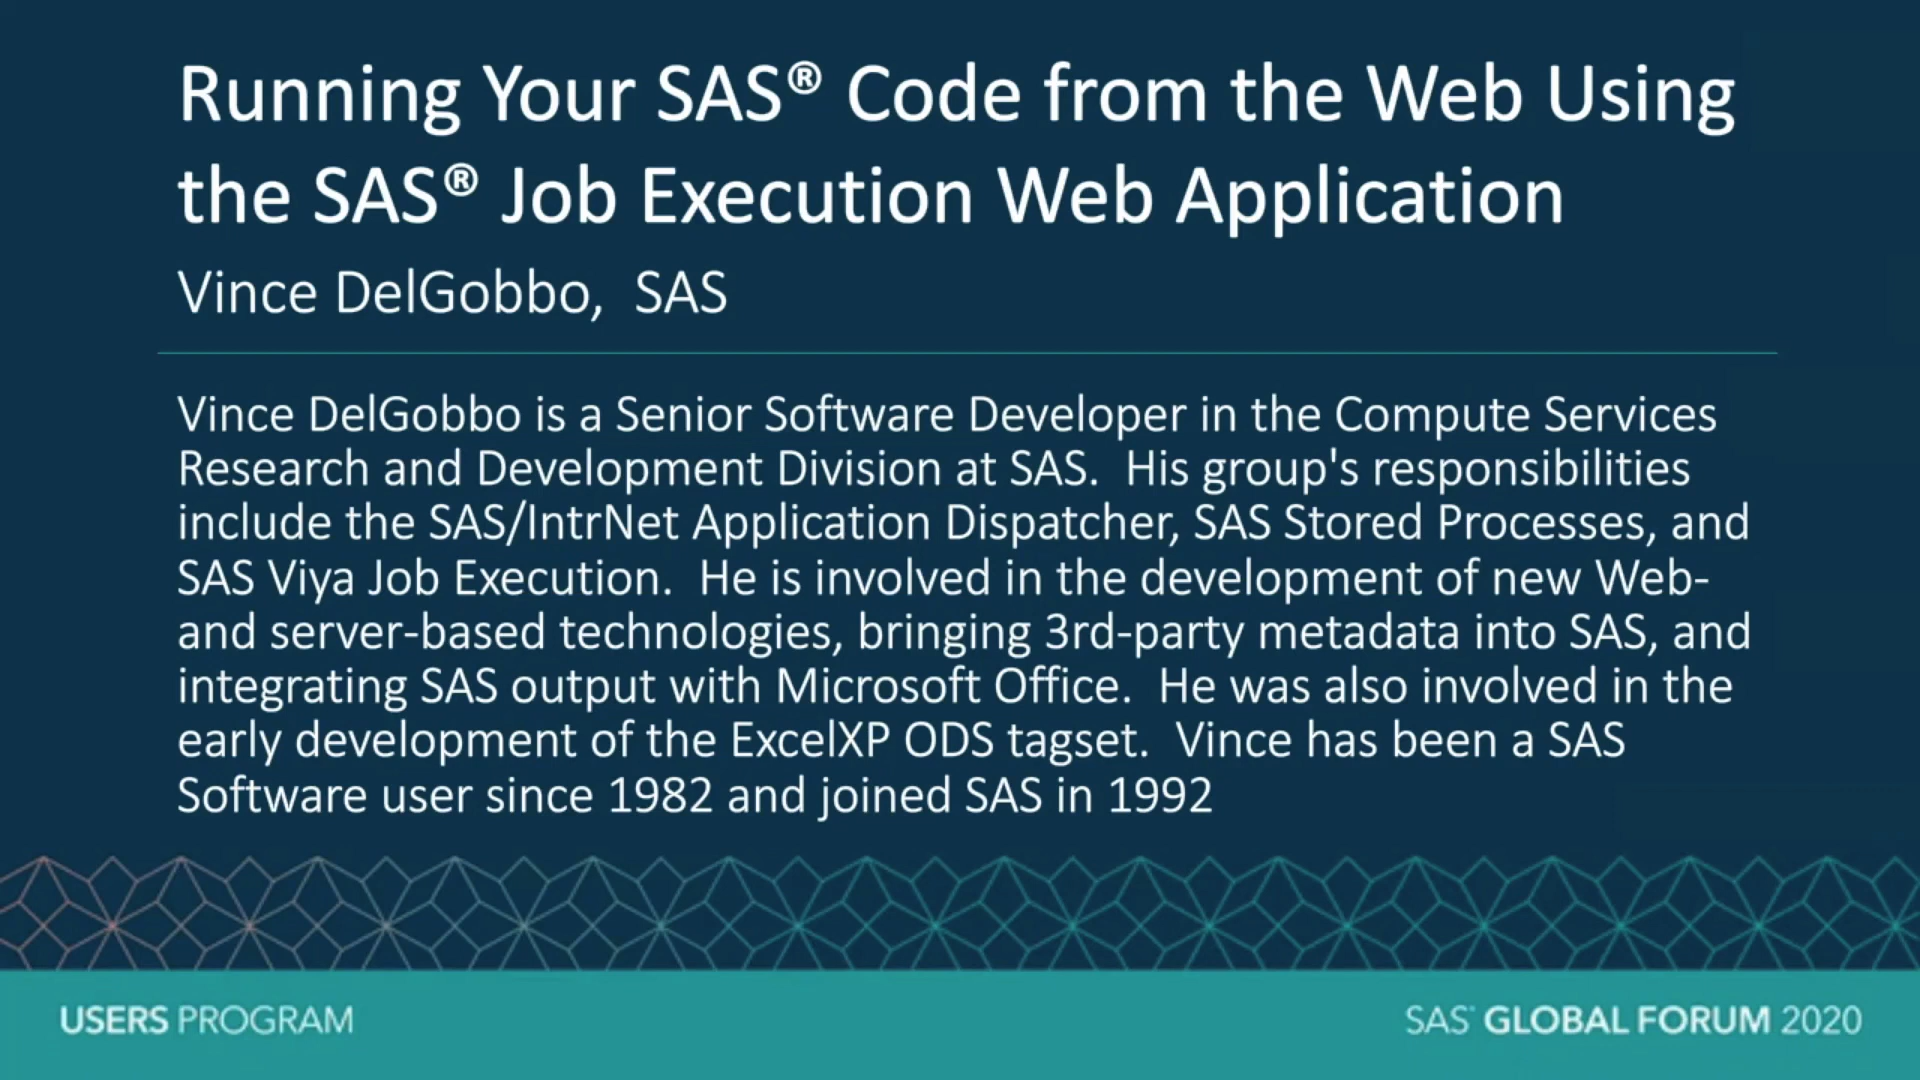 Running Your SAS® Code from the Web Using
the SAS® Job Execution Web Application
Vince DelGobbo,  SAS
Vince DelGobbo is a Senior Software Developer in the Compute Services
Research and Development Division at SAS.  His group's responsibilities
include the SAS/IntrNet Application Dispatcher, SAS Stored Processes, and
SAS Viya Job Execution.  He is involved in the development of new Web-
and server-based technologies, bringing 3rd-party metadata into SAS, and
integrating SAS output with Microsoft Office.  He was also involved in the
early development of the ExcelXP ODS tagset.  Vince has been a SAS
Software user since 1982 and joined SAS in 1992
USERS PROGRAM
SAS® GLOBAL FORUM 2020